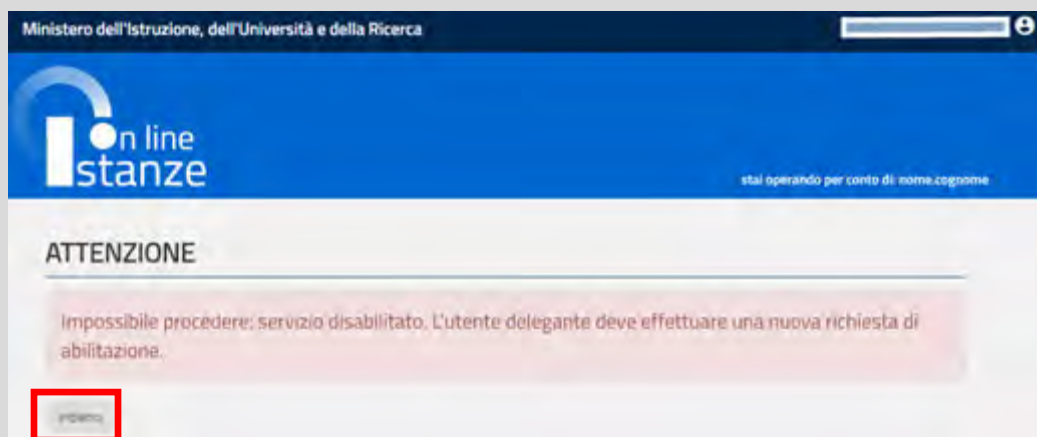 Ministero dell'Istruzione, dell'Università e della Ricerca
On line
Istanze
stai operando per conto di: nome.cognome
ATTENZIONE
Impossibile procedere: servizio disabilitato. L'utente delegante deve effettuare una nuova richiesta di
abilitazione.